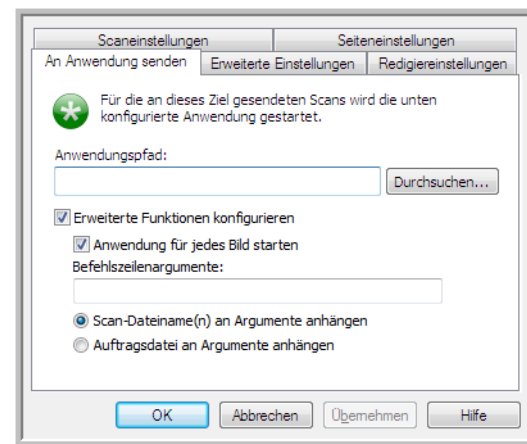 Scaneinstellungen Seiteneinstellungen
An Anwendung senden Erweiterte Einstellungen Redigiereinstellungen
Für die an dieses Ziel gesendeten Scans wird die unten
konfigurierte Anwendung gestartet.
Anwendungspfad:
Durchsuchen...
Erweiterte Funktionen konfigurieren
Anwendung für jedes Bild starten
Befehlszeilenargumente:
Scan-Dateiname(n) an Argumente anhängen
Auftragsdatei an Argumente anhängen
OK Abbrechen Übernehmen Hilfe